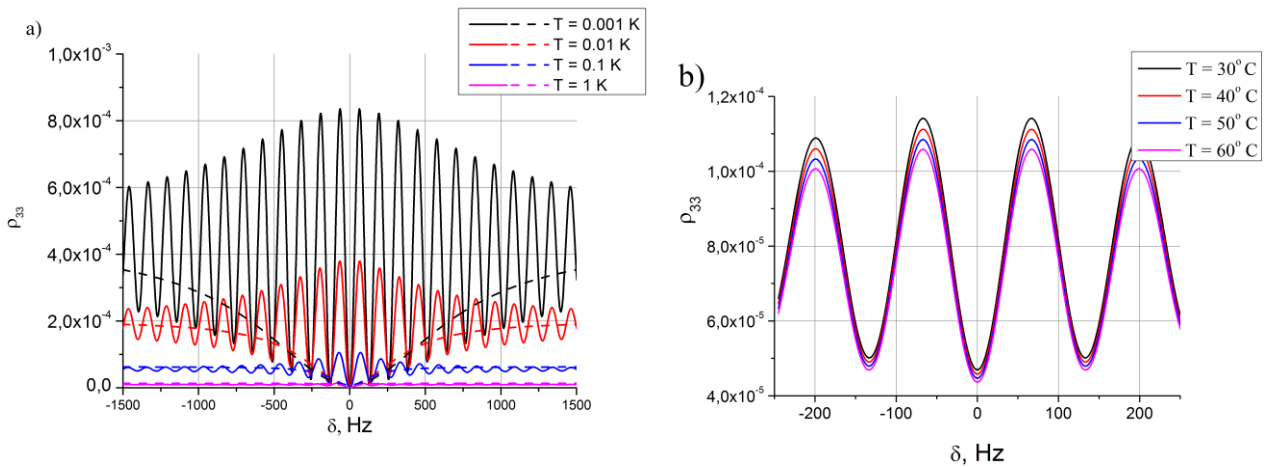 a)
T = 0.001 K
T = 0.01 K
T = 0.1 K
T = 1 K
1,0x10⁻³
8,0x10⁻⁴
6,0x10⁻⁴
4,0x10⁻⁴
2,0x10⁻⁴
0,0
ρ₃₃
-1500 -1000 -500 0 500 1000 1500
δ, Hz
b)
T = 30° C
T = 40° C
T = 50° C
T = 60° C
1,2x10⁻⁴
1,0x10⁻⁴
8,0x10⁻⁵
6,0x10⁻⁵
4,0x10⁻⁵
ρ₃₃
-200 -100 0 100 200
δ, Hz